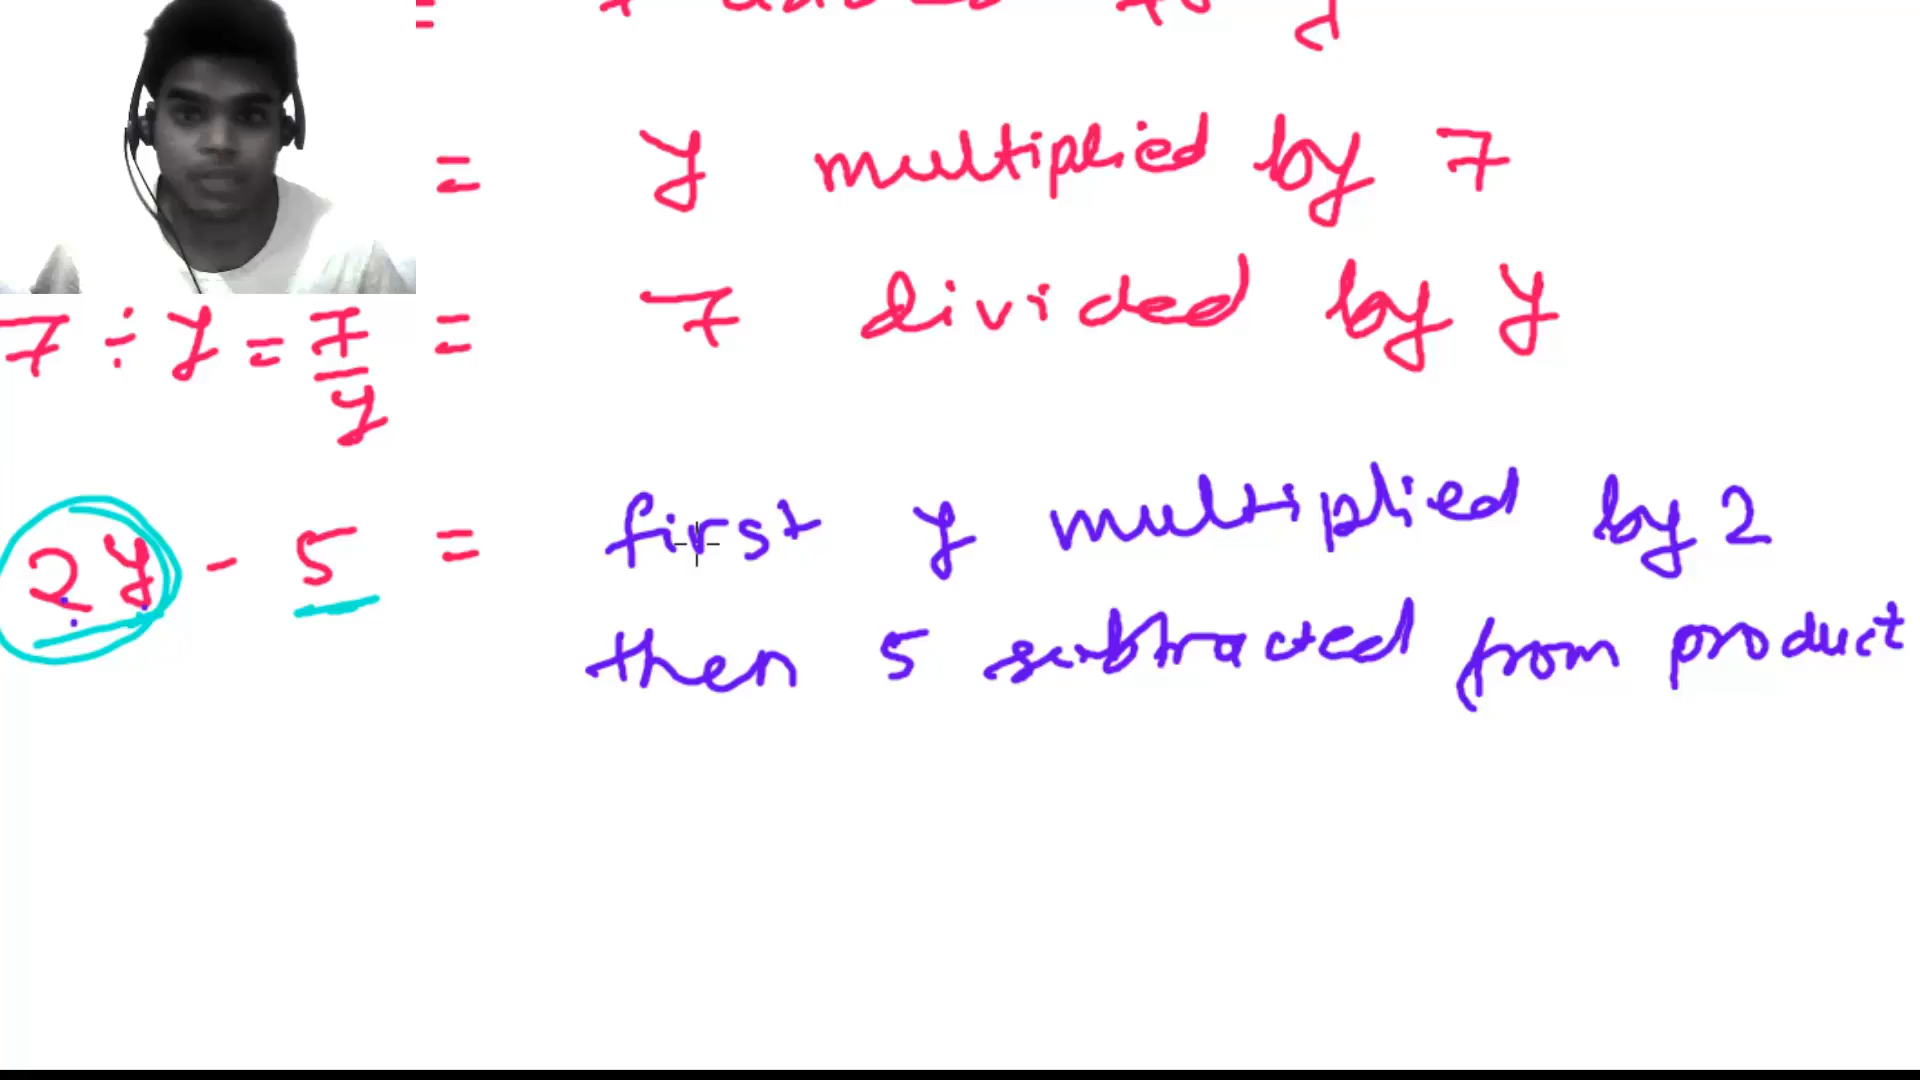 = y multiplied by 7
7 ÷ y = 7/y = 7 divided by y
2y - 5 = first y multiplied by 2
then 5 subtracted from product